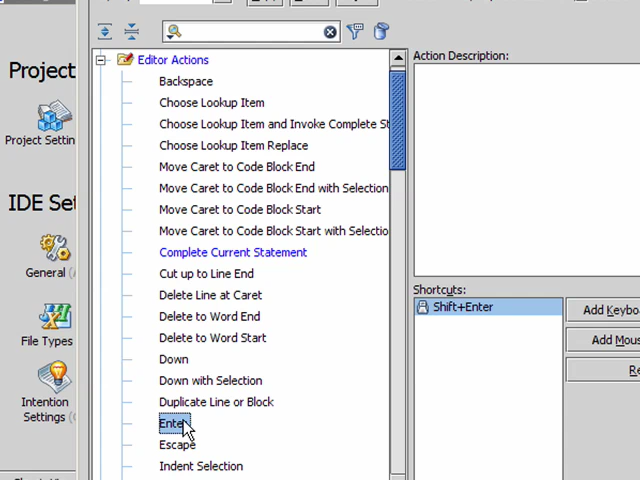 Project
Project Settin
IDE Set
General (
File Types
Intention
Settings (
Editor Actions
Backspace
Choose Lookup Item
Choose Lookup Item and Invoke Complete St
Choose Lookup Item Replace
Move Caret to Code Block End
Move Caret to Code Block End with Selection
Move Caret to Code Block Start
Move Caret to Code Block Start with Selectio
Complete Current Statement
Cut up to Line End
Delete Line at Caret
Delete to Word End
Delete to Word Start
Down
Down with Selection
Duplicate Line or Block
Enter
Escape
Indent Selection
Action Description:
Shortcuts:
Shift+Enter
Add Keybo
Add Mous
Re